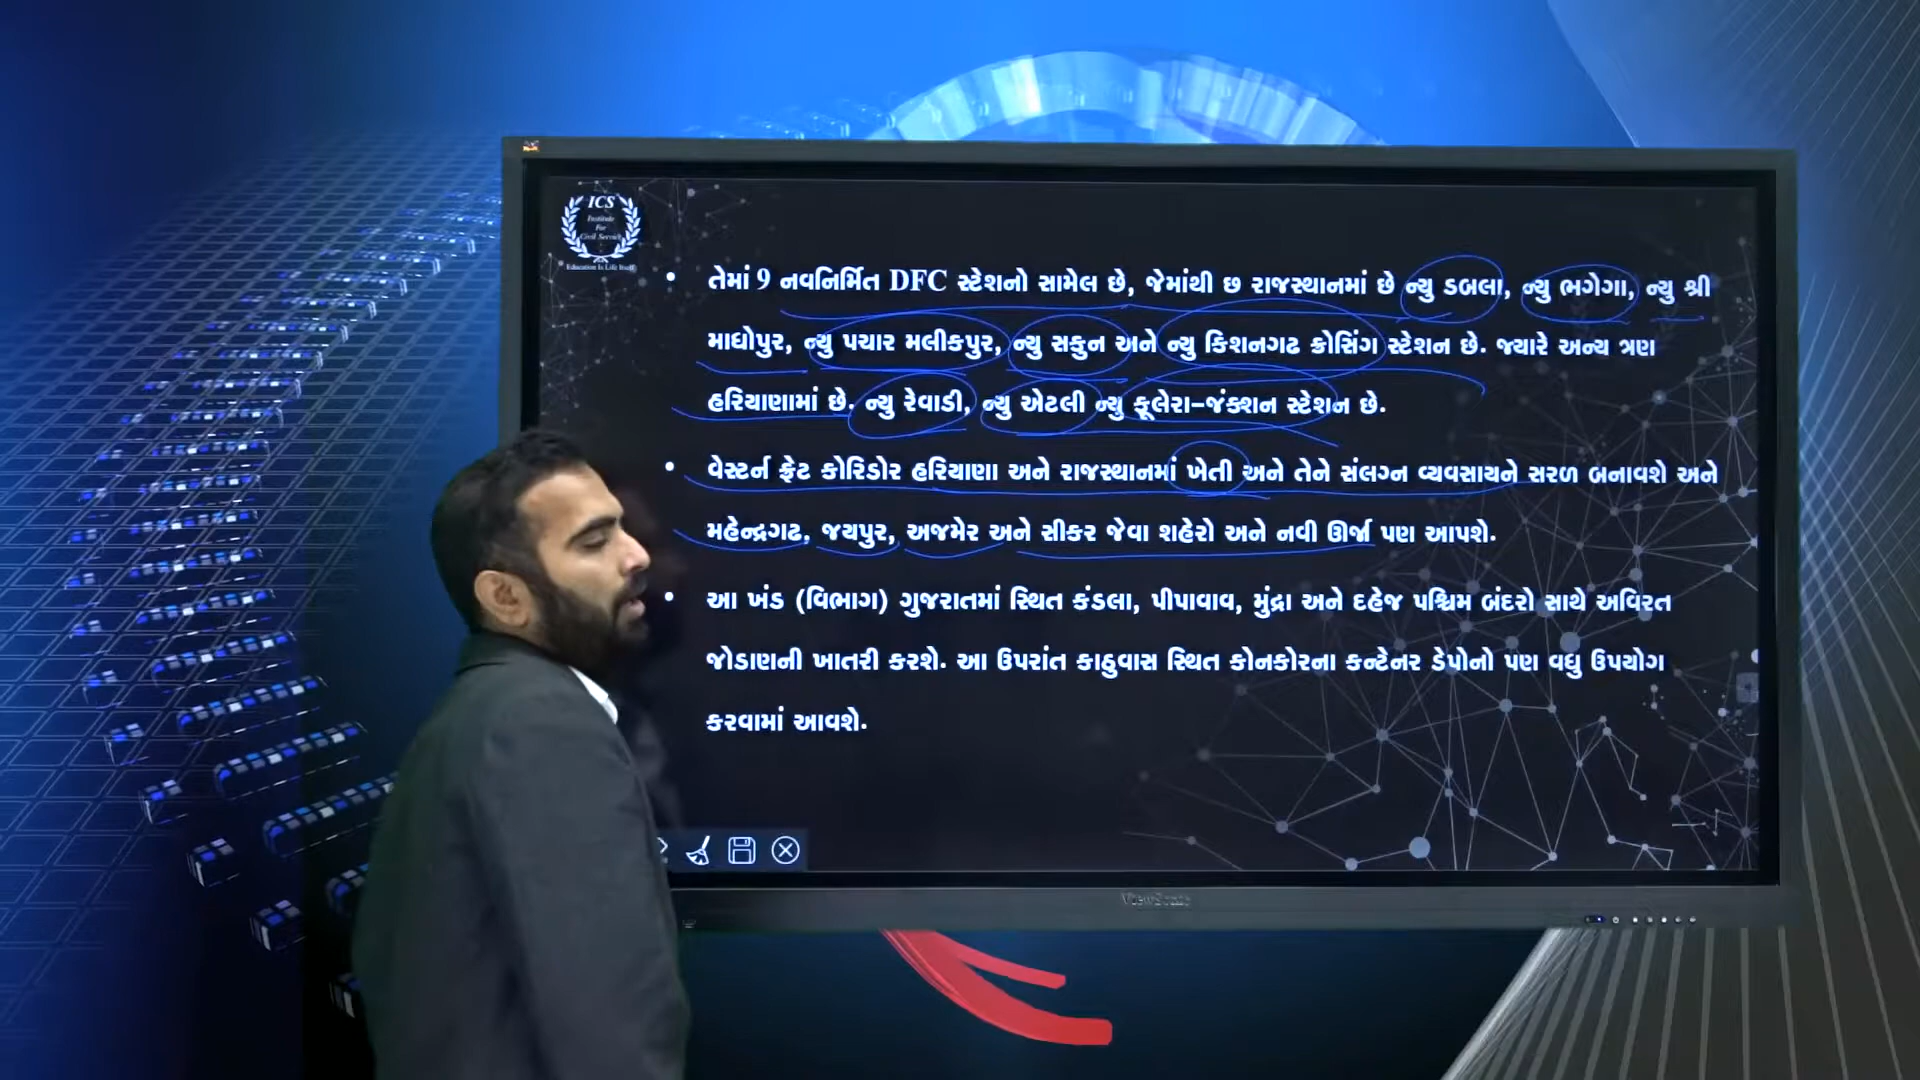 ICS
Institute
For
Civil Service
Education Is Life Itself
• તેમાં 9 નવનિર્મિત DFC સ્ટેશનો સામેલ છે, જેમાંથી છ રાજસ્થાનમાં છે ન્યુ ડબલા, ન્યુ ભગેગા, ન્યુ શ્રી
માધોપુર, ન્યુ પચાર મલીકપુર, ન્યુ સકુન અને ન્યુ કિશનગઢ ક્રોસિંગ સ્ટેશન છે. જ્યારે અન્ય ત્રણ
હરિયાણામાં છે. ન્યુ રેવાડી, ન્યુ એટલી ન્યુ ફૂલેરા-જંક્શન સ્ટેશન છે.
• વેસ્ટર્ન ફ્રેટ કોરિડોર હરિયાણા અને રાજસ્થાનમાં ખેતી અને તેને સંલગ્ન વ્યવસાયને સરળ બનાવશે અને
મહેન્દ્રગઢ, જયપુર, અજમેર અને સીકર જેવા શહેરો અને નવી ઊર્જા પણ આપશે.
• આ ખંડ (વિભાગ) ગુજરાતમાં સ્થિત કંડલા, પીપાવાવ, મુંદ્રા અને દહેજ પશ્ચિમ બંદરો સાથે અવિરત
જોડાણની ખાતરી કરશે. આ ઉપરાંત કાઠુવાસ સ્થિત કોનકોરના કન્ટેનર ડેપોનો પણ વધુ ઉપયોગ
કરવામાં આવશે.
ViewSonic